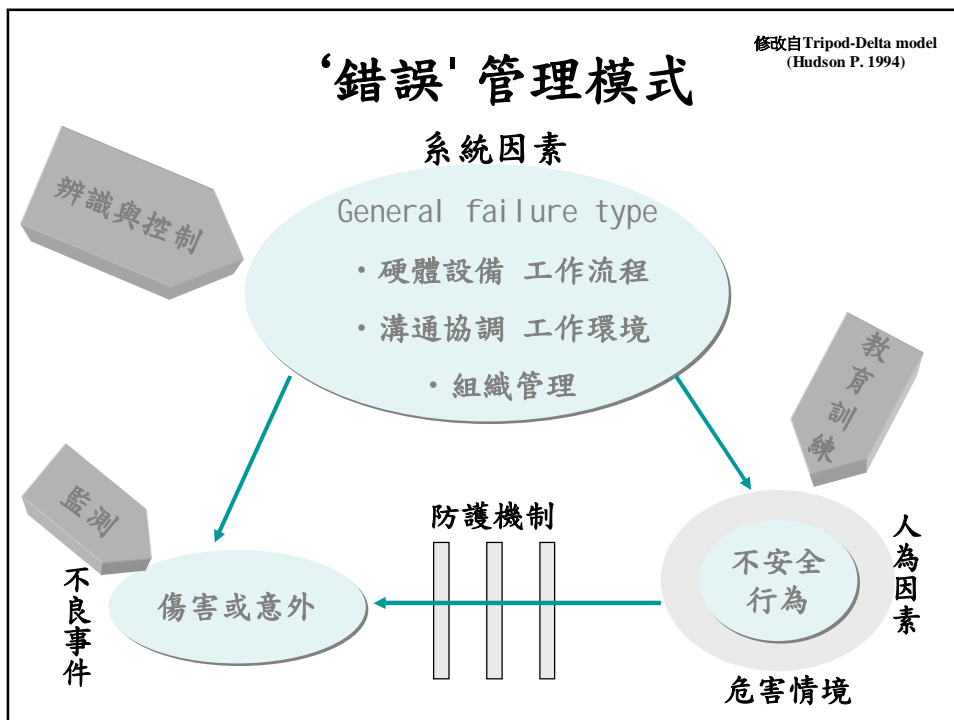 修改自Tripod-Delta model
(Hudson P. 1994)
‘錯誤' 管理模式
系統因素
辨識與控制
General failure type
・硬體設備 工作流程
・溝通協調 工作環境
・組織管理
教育訓練
監測
防護機制
不良事件
傷害或意外
不安全
行為
人為因素
危害情境